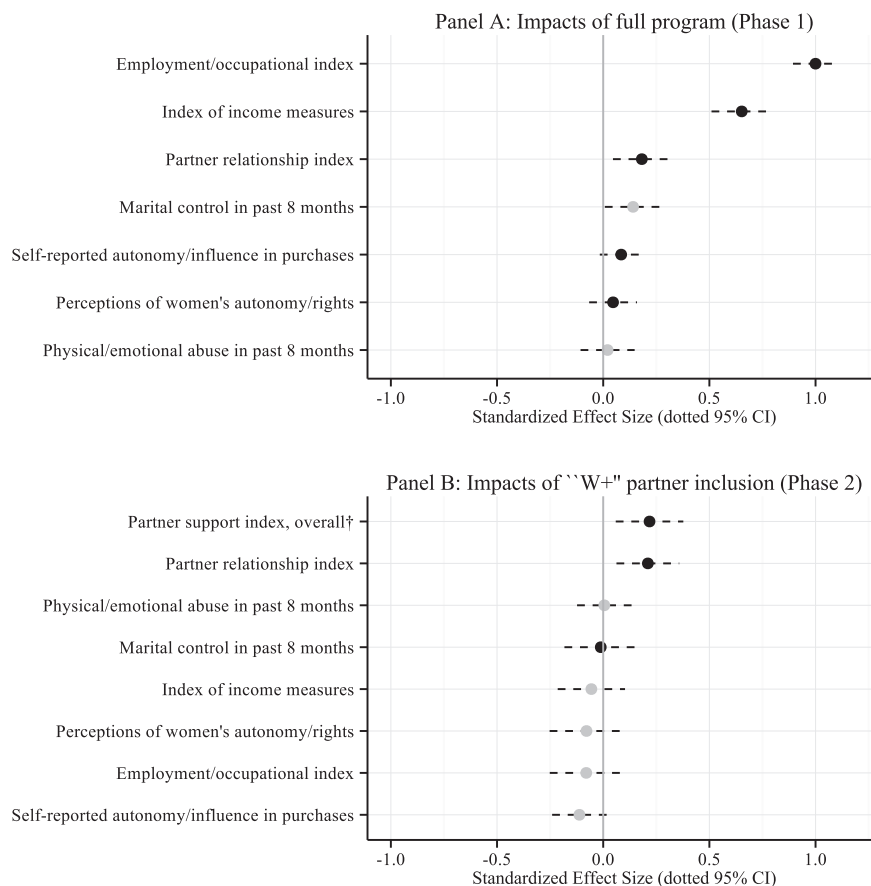 Panel A: Impacts of full program (Phase 1)
Employment/occupational index
Index of income measures
Partner relationship index
Marital control in past 8 months
Self-reported autonomy/influence in purchases
Perceptions of women's autonomy/rights
Physical/emotional abuse in past 8 months
-1.0 -0.5 0.0 0.5 1.0
Standardized Effect Size (dotted 95% CI)
Panel B: Impacts of ``W+" partner inclusion (Phase 2)
Partner support index, overall†
Partner relationship index
Physical/emotional abuse in past 8 months
Marital control in past 8 months
Index of income measures
Perceptions of women's autonomy/rights
Employment/occupational index
Self-reported autonomy/influence in purchases
-1.0 -0.5 0.0 0.5 1.0
Standardized Effect Size (dotted 95% CI)